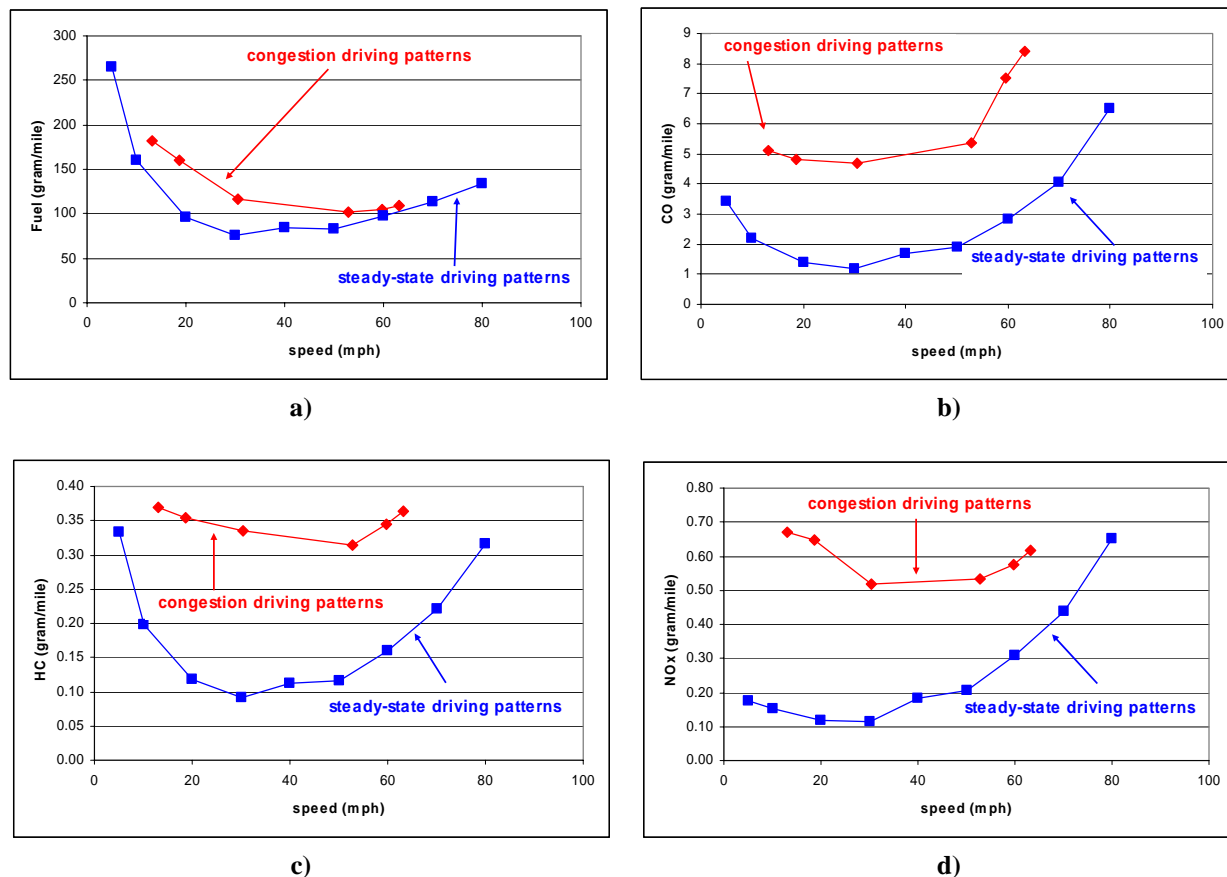 300
250
200
150
100
50
0
0 20 40 60 80 100
Fuel (gram/mile)
speed (mph)
congestion driving patterns
steady-state driving patterns
a)
9
8
7
6
5
4
3
2
1
0
0 20 40 60 80 100
CO (gram/mile)
speed (mph)
congestion driving patterns
steady-state driving patterns
b)
0.40
0.35
0.30
0.25
0.20
0.15
0.10
0.05
0.00
0 20 40 60 80 100
HC (gram/mile)
speed (mph)
congestion driving patterns
steady-state driving patterns
c)
0.80
0.70
0.60
0.50
0.40
0.30
0.20
0.10
0.00
0 20 40 60 80 100
NOx (gram/mile)
speed (mph)
congestion driving patterns
steady-state driving patterns
d)